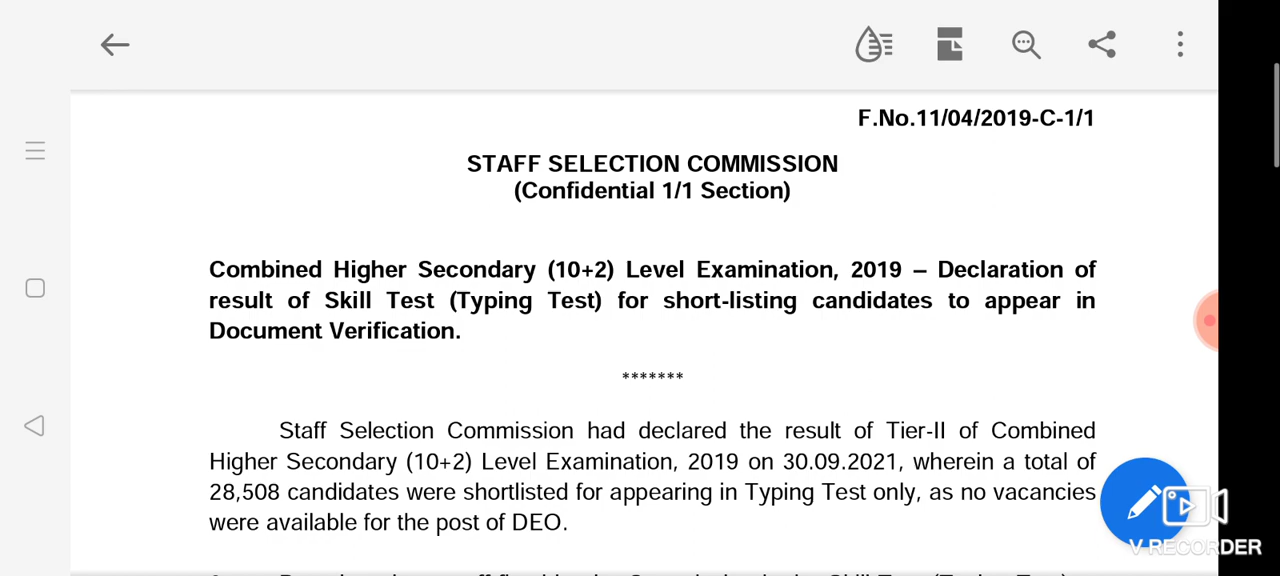 F.No.11/04/2019-C-1/1
STAFF SELECTION COMMISSION
(Confidential 1/1 Section)
Combined Higher Secondary (10+2) Level Examination, 2019 – Declaration of
result of Skill Test (Typing Test) for short-listing candidates to appear in
Document Verification.
*******
Staff Selection Commission had declared the result of Tier-II of Combined
Higher Secondary (10+2) Level Examination, 2019 on 30.09.2021, wherein a total of
28,508 candidates were shortlisted for appearing in Typing Test only, as no vacancies
were available for the post of DEO.
V RECORDER